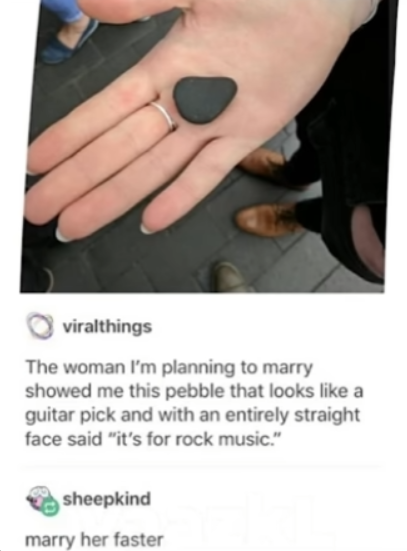 viralthings
The woman I'm planning to marry
showed me this pebble that looks like a
guitar pick and with an entirely straight
face said "it's for rock music."
sheepkind
marry her faster